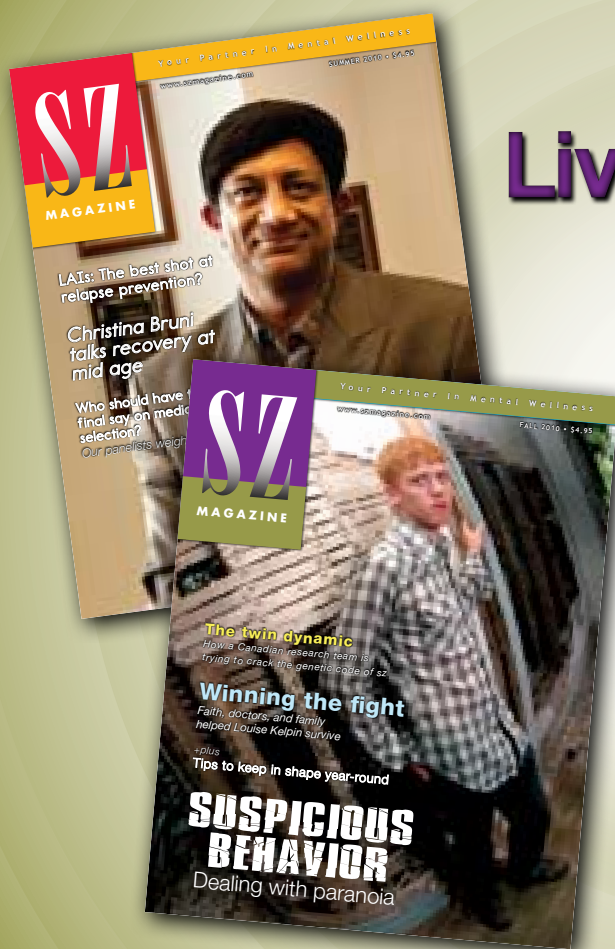 Your Partner In Mental Wellness
SUMMER 2010 • $4.95
www.szmagazine.com
SZ
MAGAZINE
LAIs: The best shot at
relapse prevention?
Christina Bruni
talks recovery at
mid age
Who should have
final say on
selection?
Our panelists
Liv
Your Partner In Mental Wellness
www.szmagazine.com
FALL 2010 • $4.95
SZ
MAGAZINE
The twin dynamic
How a Canadian research team is
trying to crack the genetic code of sz
Winning the fight
Faith, doctors, and family
helped Louise Kelpin survive
+plus
Tips to keep in shape year-round
SUSPICIOUS
BEHAVIOR
Dealing with paranoia